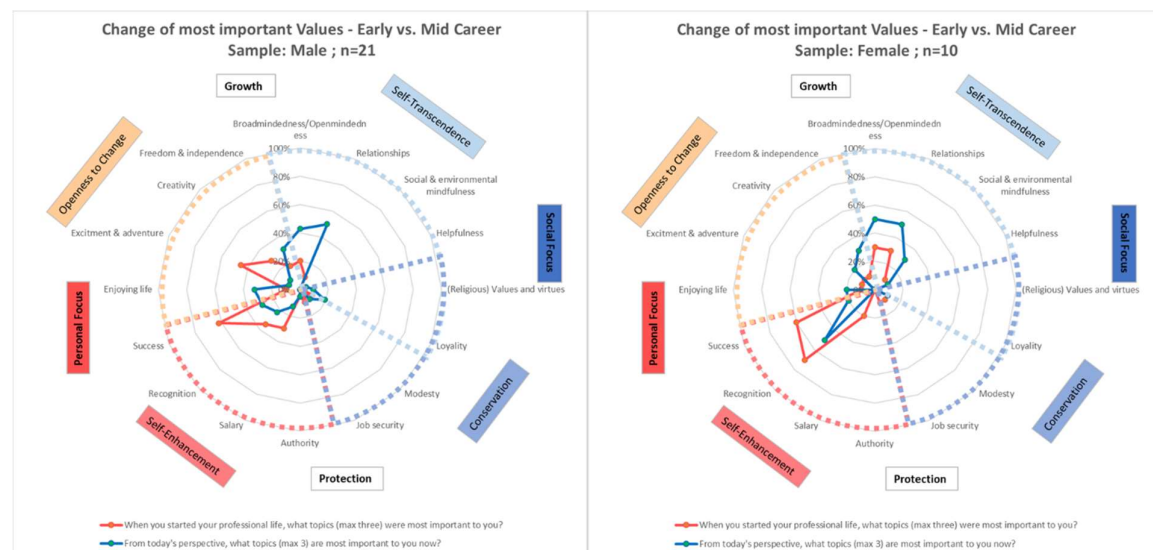 Change of most important Values - Early vs. Mid Career
Sample: Male ; n=21
Growth
Self-Transcendence
Openness to Change
Social Focus
Personal Focus
Self-Enhancement
Conservation
Protection
Broadmindedness/Openmindedn
ess
Relationships
Social & environmental
mindfulness
Helpfulness
(Religious) Values and virtues
Loyality
Modesty
Job security
Authority
Salary
Recognition
Success
Enjoying life
Excitment & adventure
Creativity
Freedom & independence
100%
80%
60%
40%
20%
0%
When you started your professional life, what topics (max three) were most important to you?
From today's perspective, what topics (max 3) are most important to you now?
Change of most important Values - Early vs. Mid Career
Sample: Female ; n=10
Growth
Self-Transcendence
Openness to Change
Social Focus
Personal Focus
Self-Enhancement
Conservation
Protection
Broadmindedness/Openmindedn
ess
Relationships
Social & environmental
mindfulness
Helpfulness
(Religious) Values and virtues
Loyality
Modesty
Job security
Authority
Salary
Recognition
Success
Enjoying life
Excitment & adventure
Creativity
Freedom & independence
100%
80%
60%
40%
20%
When you started your professional life, what topics (max three) were most important to you?
From today's perspective, what topics (max 3) are most important to you now?